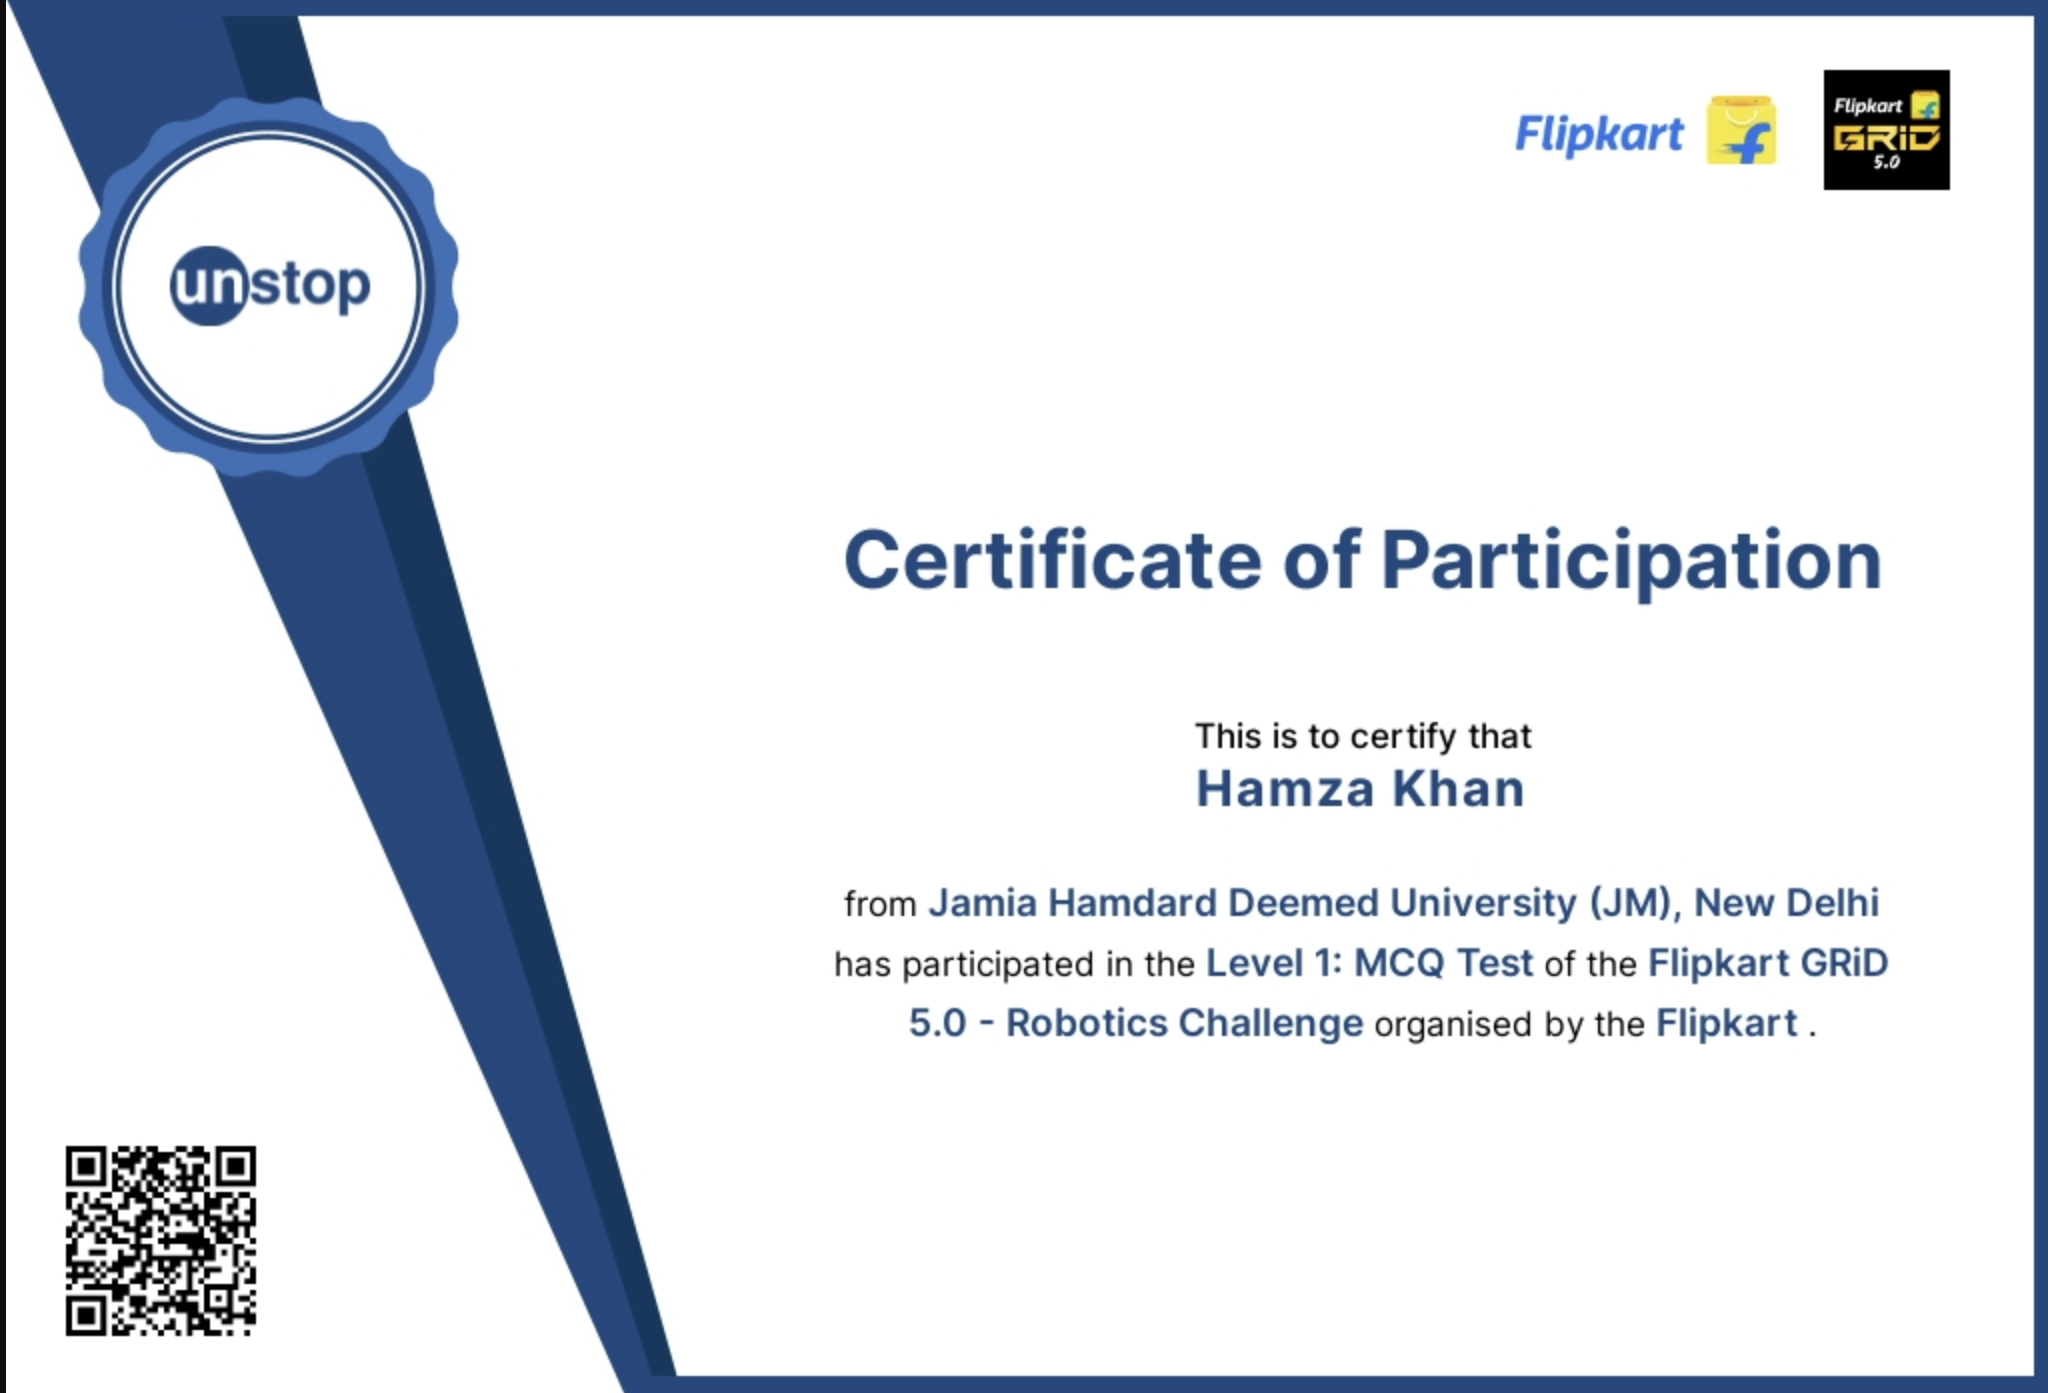 unstop
Flipkart
Flipkart
GRiD
5.0
Certificate of Participation
This is to certify that
Hamza Khan
from Jamia Hamdard Deemed University (JM), New Delhi
has participated in the Level 1: MCQ Test of the Flipkart GRiD
5.0 - Robotics Challenge organised by the Flipkart .